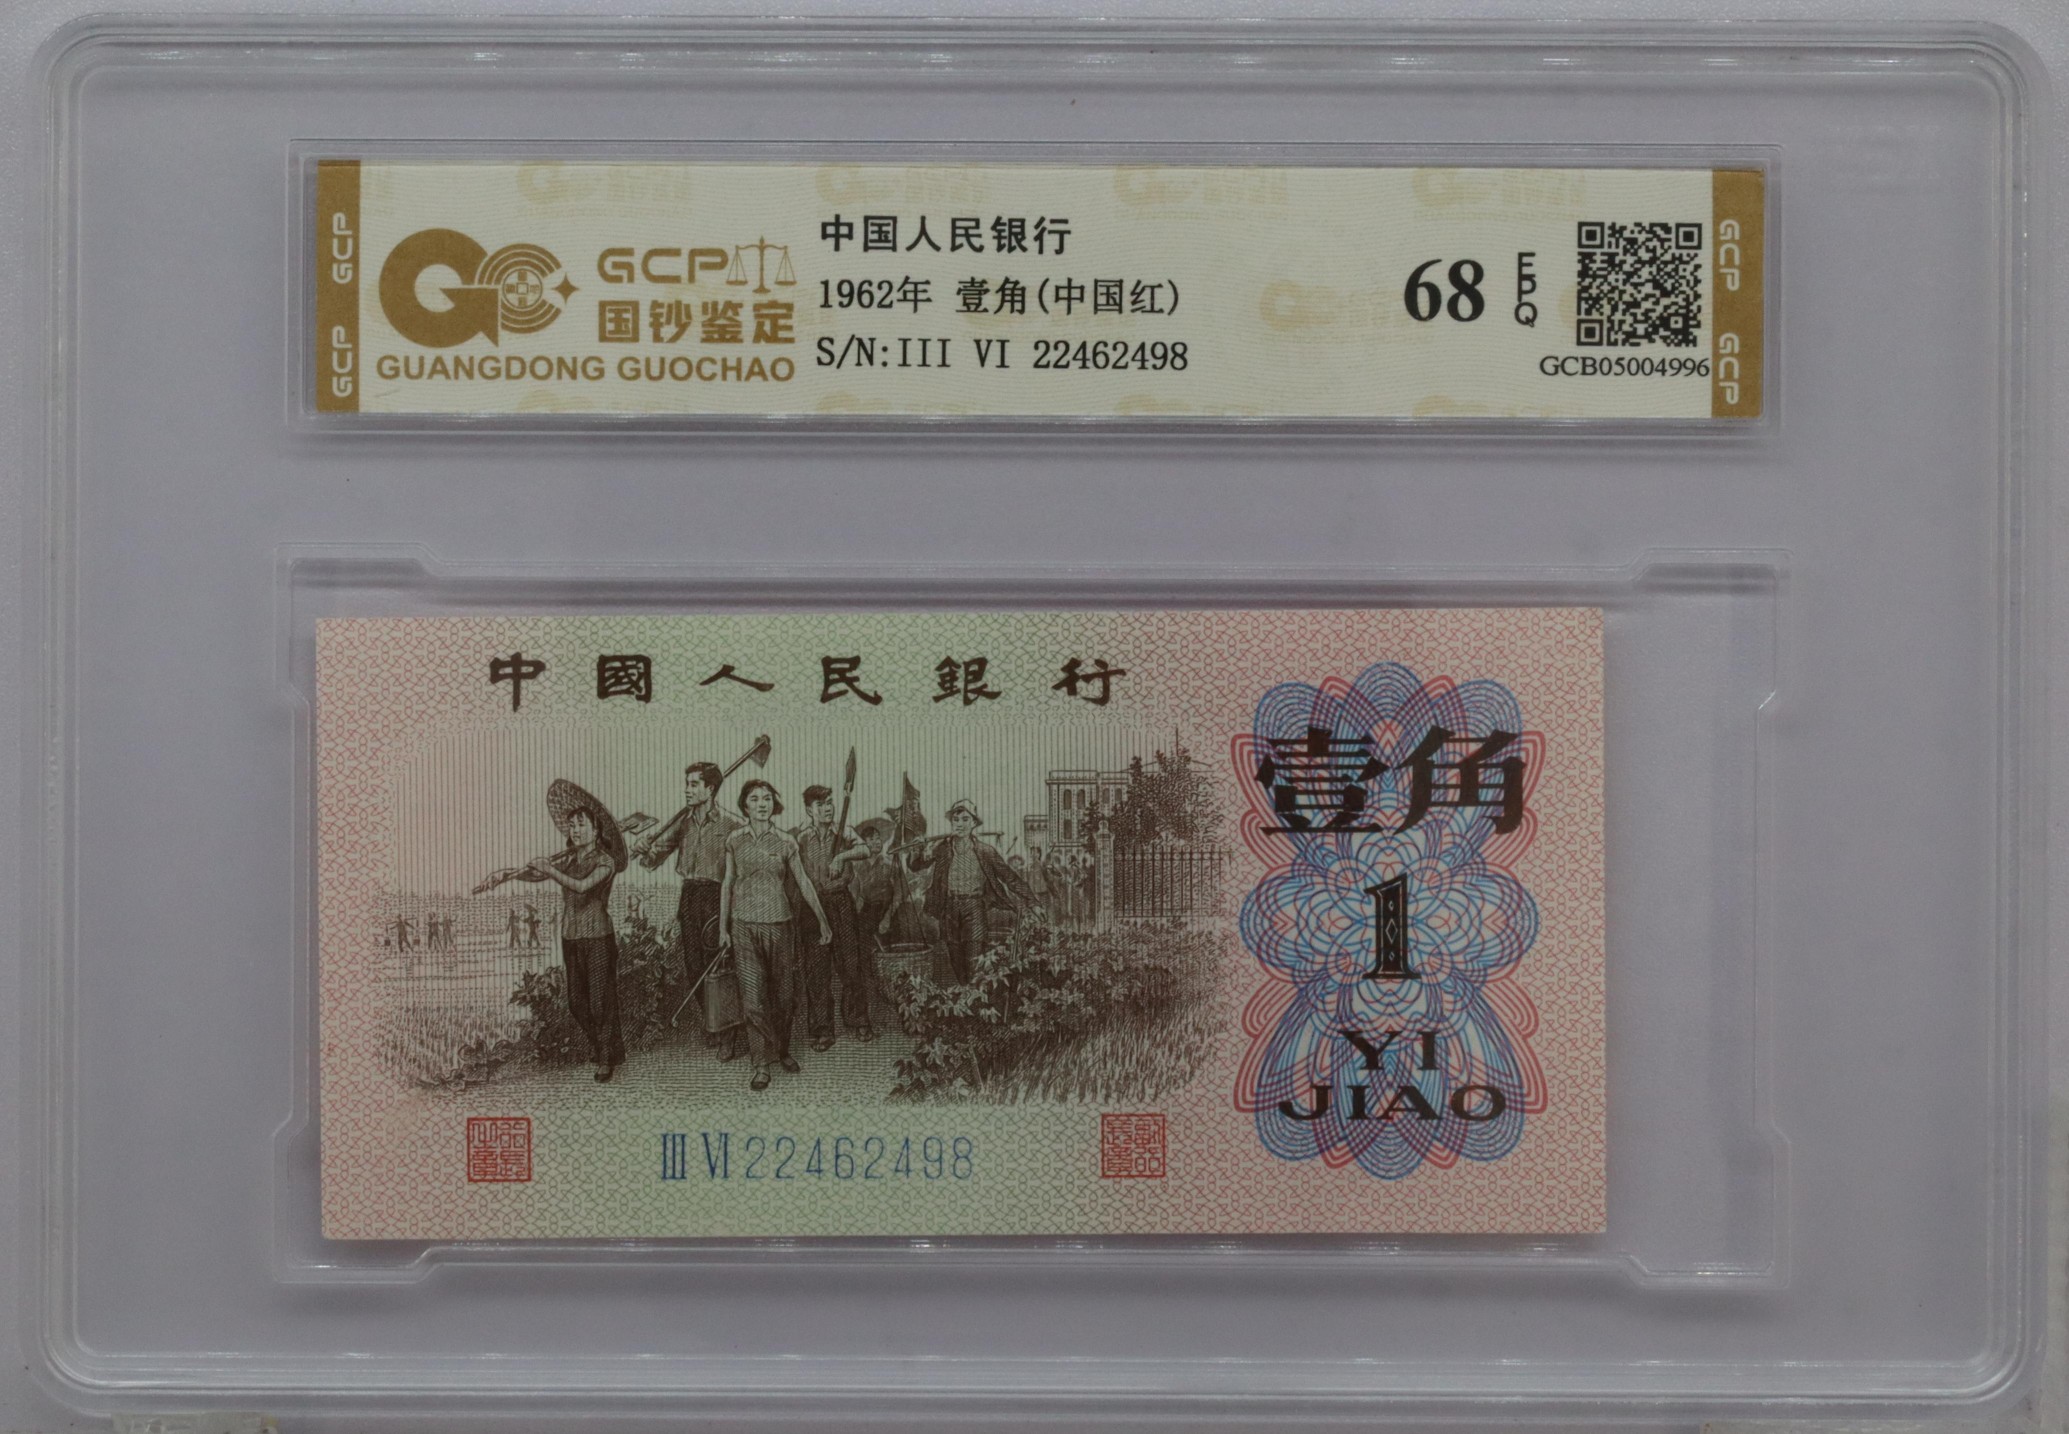 GCP
GCP
GCP
国钞鉴定
GUANGDONG GUOCHAO
中国人民银行
1962年 壹角(中国红)
S/N:III VI 22462498
68
EPQ
GCB05004996
GCP
GCP
中國人民銀行
壹角
1
YI
JIAO
III VI 22462498